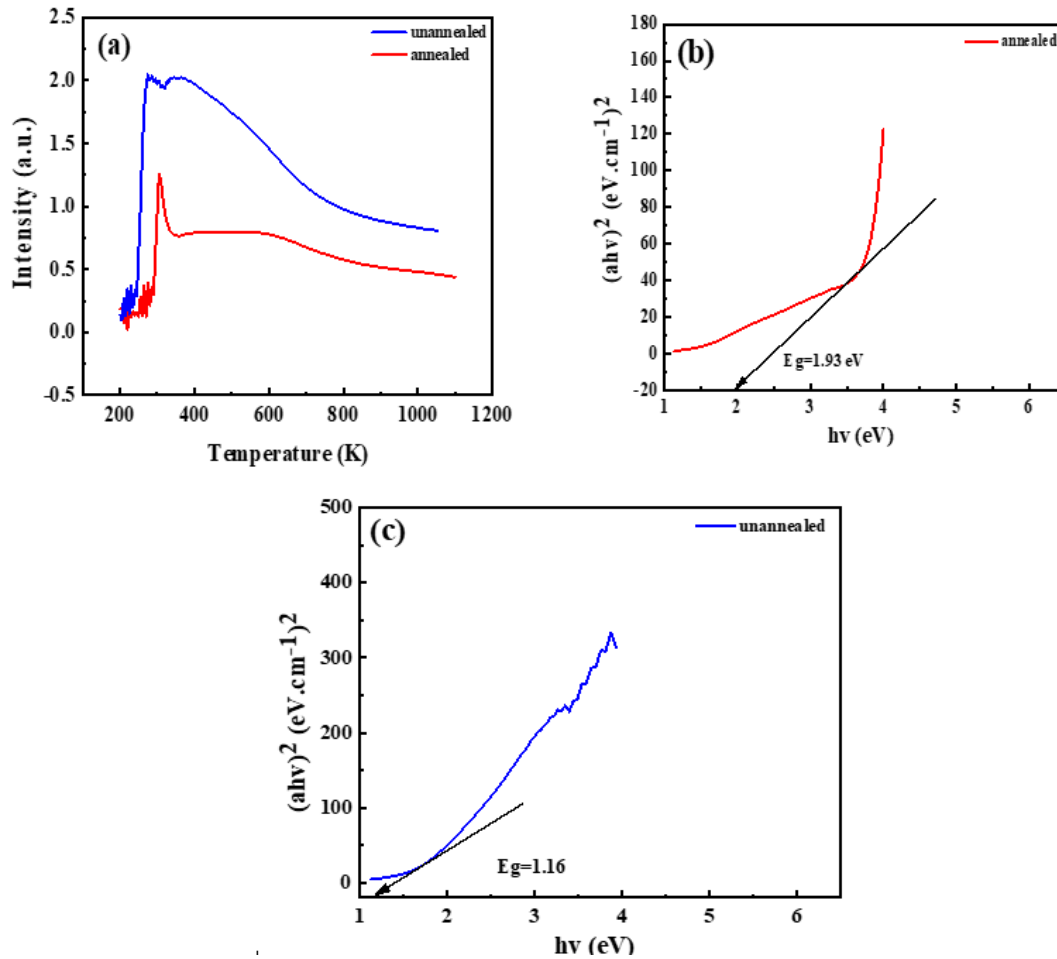 (a)
unannealed
annealed
Intensity (a.u.)
2.5
2.0
1.5
1.0
0.5
0.0
-0.5
200 400 600 800 1000 1200
Temperature (K)
(b)
annealed
(ahv)² (eV.cm⁻¹)²
180
160
140
120
100
80
60
40
20
0
-20
Eg=1.93 eV
1 2 3 4 5 6
hv (eV)
(c)
unannealed
(ahv)² (eV.cm⁻¹)²
500
400
300
200
100
0
Eg=1.16
1 2 3 4 5 6
hv (eV)